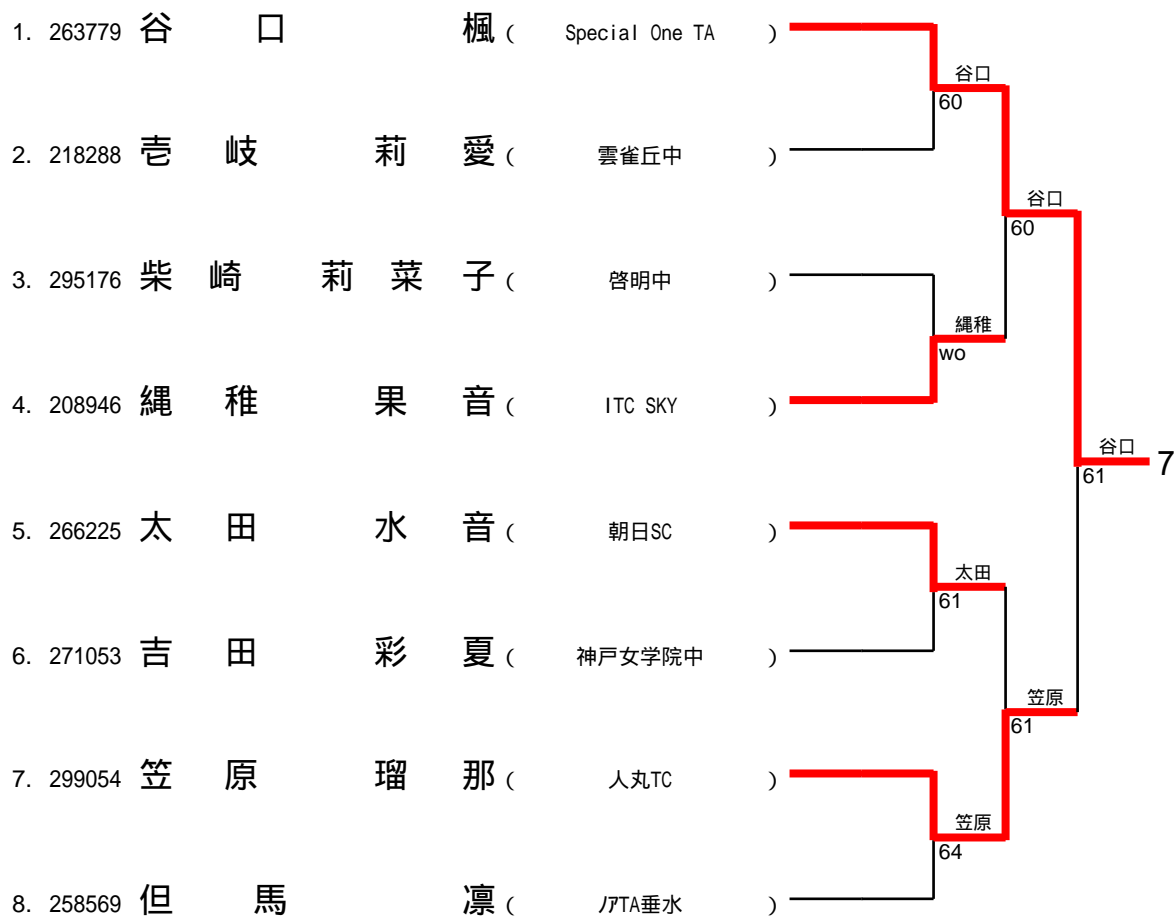 1. 263779 谷 口 楓 ( Special One TA )
谷口
60
2. 218288 壱 岐 莉 愛 ( 雲雀丘中 )
谷口
60
3. 295176 柴 崎 莉 菜 子 ( 啓明中 )
縄稚
wo
4. 208946 縄 稚 果 音 ( ITC SKY )
谷口
61
7
5. 266225 太 田 水 音 ( 朝日SC )
太田
61
6. 271053 吉 田 彩 夏 ( 神戸女学院中 )
笠原
61
7. 299054 笠 原 瑠 那 ( 人丸TC )
笠原
64
8. 258569 但 馬 凛 ( ﾉｱTA垂水 )